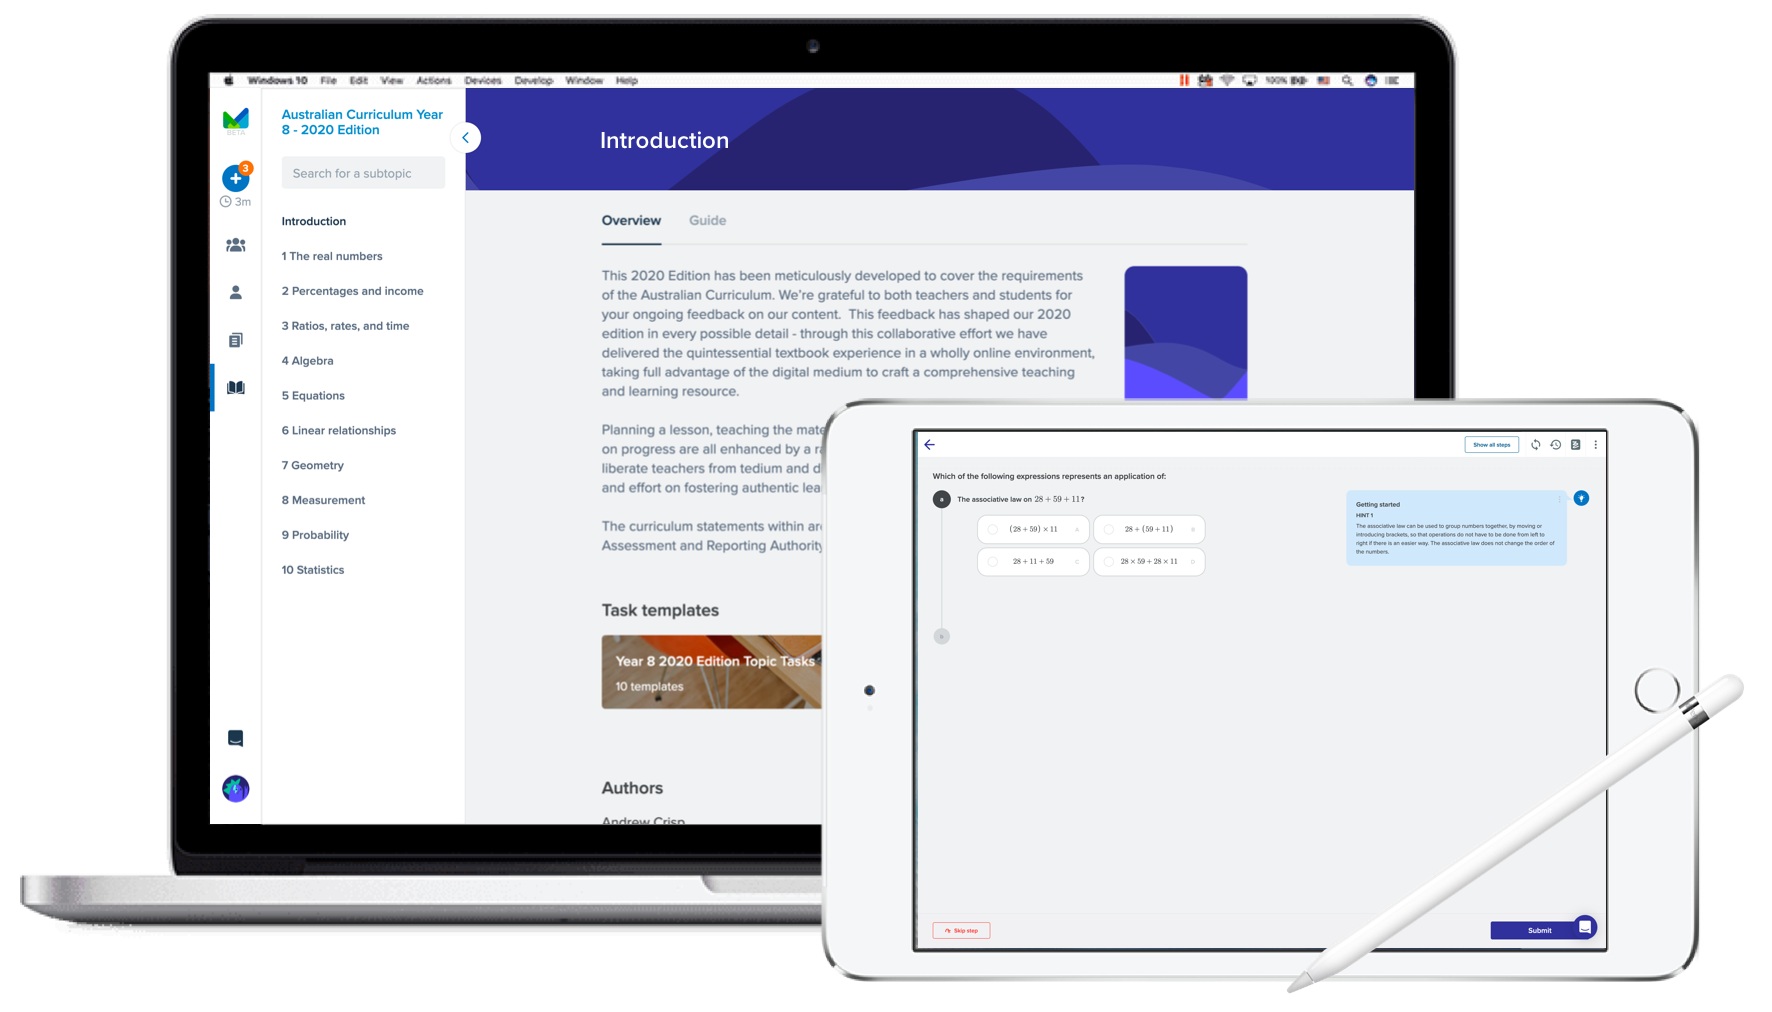 Windows 10 File Edit View Actions Devices Develop Window Help
100%
BETA
3
3m
Australian Curriculum Year
8 - 2020 Edition
Search for a subtopic
Introduction
1 The real numbers
2 Percentages and income
3 Ratios, rates, and time
4 Algebra
5 Equations
6 Linear relationships
7 Geometry
8 Measurement
9 Probability
10 Statistics
Introduction
Overview Guide
This 2020 Edition has been meticulously developed to cover the requirements
of the Australian Curriculum. We're grateful to both teachers and students for
your ongoing feedback on our content. This feedback has shaped our 2020
edition in every possible detail - through this collaborative effort we have
delivered the quintessential textbook experience in a wholly online environment,
taking full advantage of the digital medium to craft a comprehensive teaching
and learning resource.
Planning a lesson, teaching the mate
on progress are all enhanced by a ra
liberate teachers from tedium and d
and effort on fostering authentic lea
The curriculum statements within are
Assessment and Reporting Authority
Task templates
Year 8 2020 Edition Topic Tasks
10 templates
Authors
Andrew Crisp
Show all steps
Which of the following expressions represents an application of:
a The associative law on 28 + 59 + 11?
(28 + 59) × 11 A
28 + (59 + 11) B
28 + 11 + 59 C
28 × 59 + 28 × 11 D
b
Getting started
HINT 1
The associative law can be used to group numbers together, by moving or
introducing brackets, so that operations do not have to be done from left to
right if there is an easier way. The associative law does not change the order of
the numbers.
Skip step
Submit